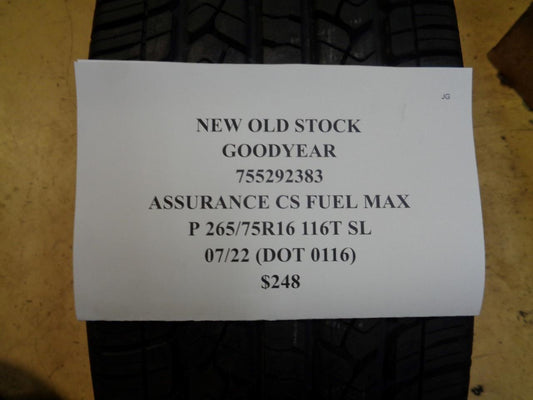 JG
NEW OLD STOCK
GOODYEAR
755292383
ASSURANCE CS FUEL MAX
P 265/75R16 116T SL
07/22 (DOT 0116)
$248